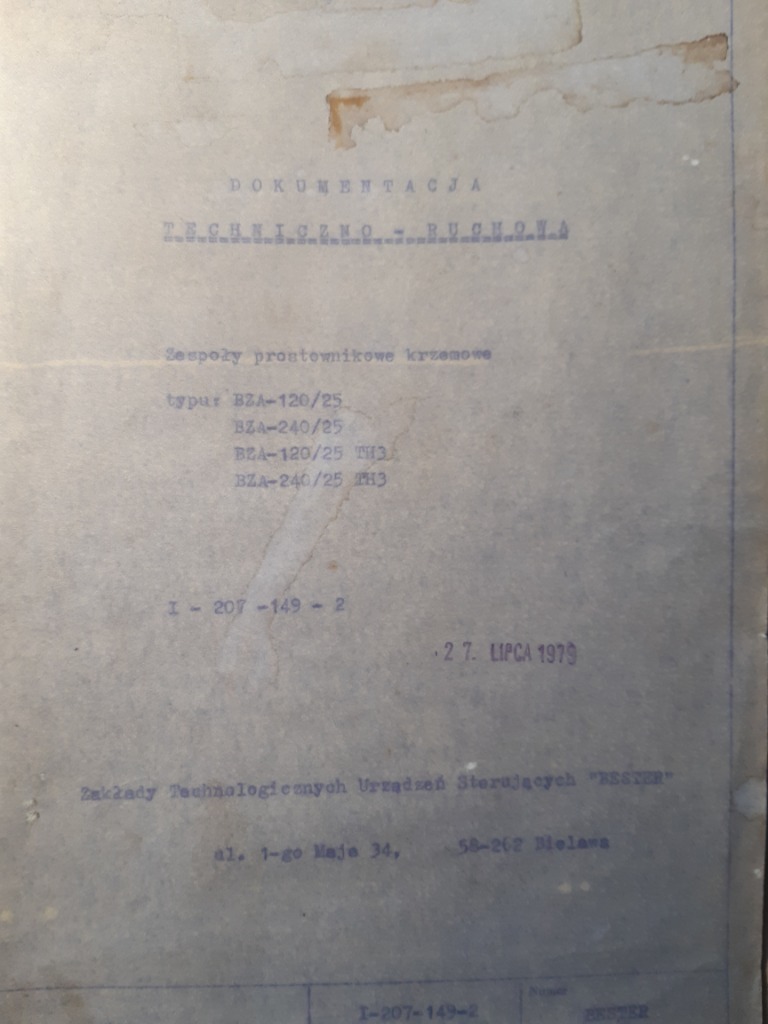 DOKUMENTACJA
TECHNICZNO - RUCHOWA
Zespoły prostownikowe krzemowe
typu: BZA-120/25
BZA-240/25
BZA-120/25 TH3
BZA-240/25 TH3
I - 207 -149 - 2
27. LIPCA 1979
Zakłady Technologicznych Urządzeń Sterujących "BESTER"
ul. 1-go Maja 34, 58-262 Bielawa
I-207-149-2
BESTER